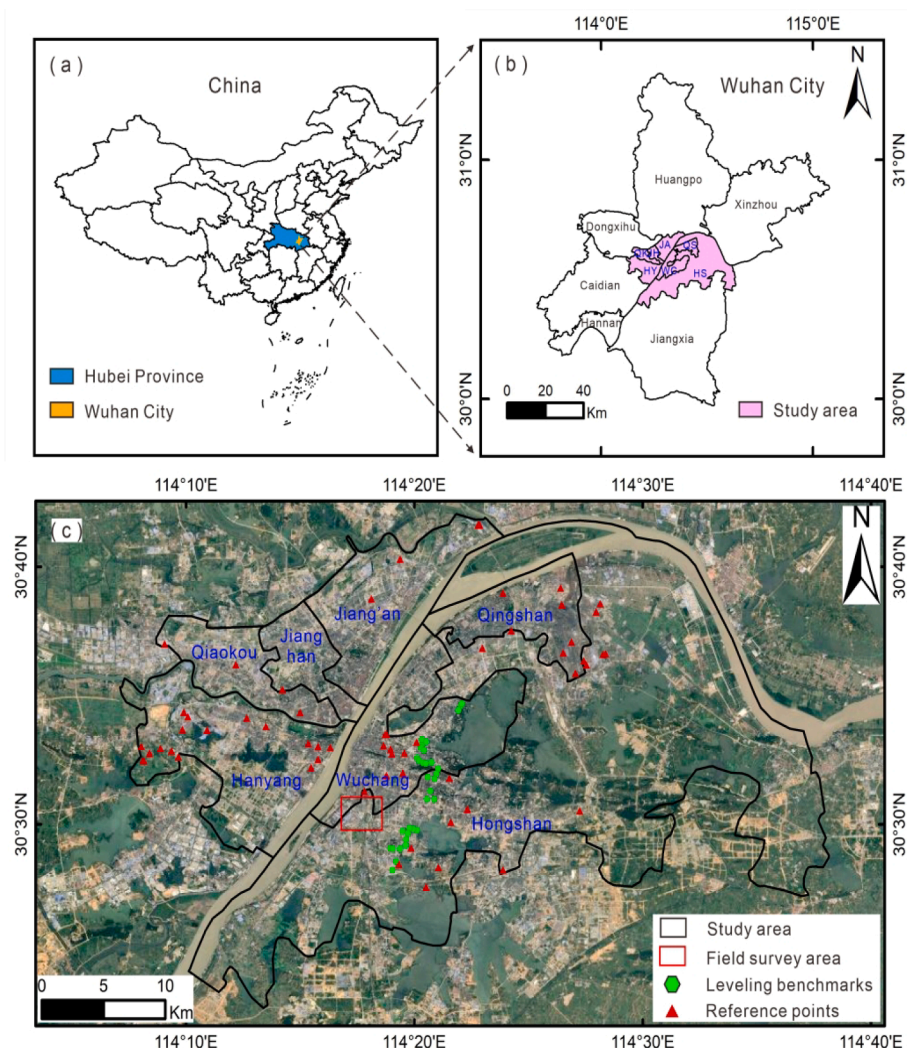 114°0'E
115°0'E
( a )
China
Hubei Province
Wuhan City
( b )
Wuhan City
N
31°0'N
31°0'N
Huangpo
Xinzhou
Dongxihu
JA
QS
HY
WC
HS
Caidian
Hannan
Jiangxia
0
20
40
Km
Study area
30°0'N
30°0'N
114°10'E
114°20'E
114°30'E
114°40'E
(c)
N
30°40'N
30°40'N
Jiang'an
Qingshan
Jiang
han
Qiaokou
Hanyang
Wuchang
Hongshan
30°30'N
30°30'N
Study area
Field survey area
Leveling benchmarks
Reference points
0
5
10
Km
114°10'E
114°20'E
114°30'E
114°40'E